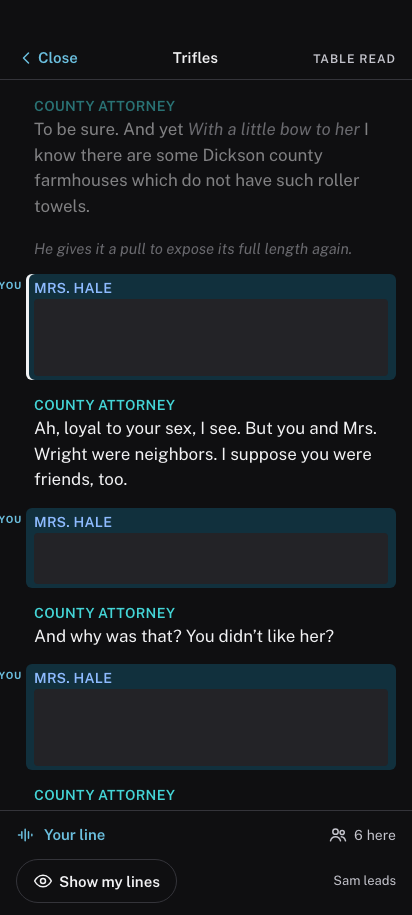 Close
Trifles
TABLE READ
COUNTY ATTORNEY
To be sure. And yet With a little bow to her I
know there are some Dickson county
farmhouses which do not have such roller
towels.
He gives it a pull to expose its full length again.
YOU
MRS. HALE
COUNTY ATTORNEY
Ah, loyal to your sex, I see. But you and Mrs.
Wright were neighbors. I suppose you were
friends, too.
YOU
MRS. HALE
COUNTY ATTORNEY
And why was that? You didn’t like her?
YOU
MRS. HALE
COUNTY ATTORNEY
Your line
6 here
Show my lines
Sam leads